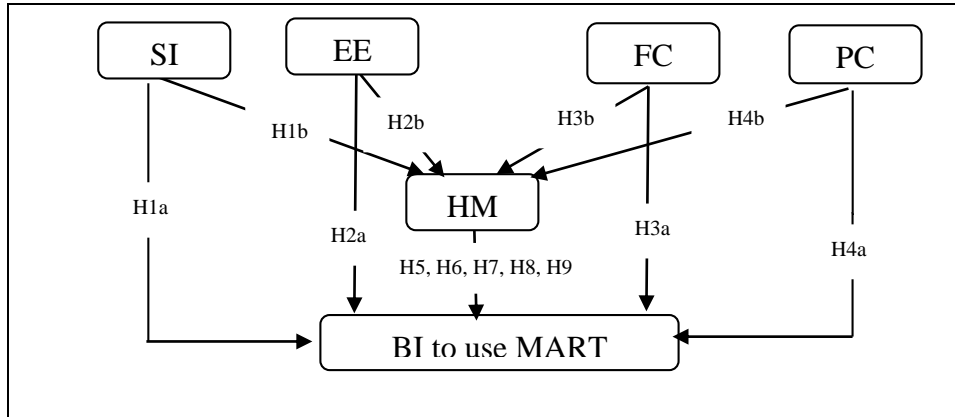 SI
EE
FC
PC
H1b
H2b
H3b
H4b
HM
H1a
H2a
H3a
H4a
H5, H6, H7, H8, H9
BI to use MART